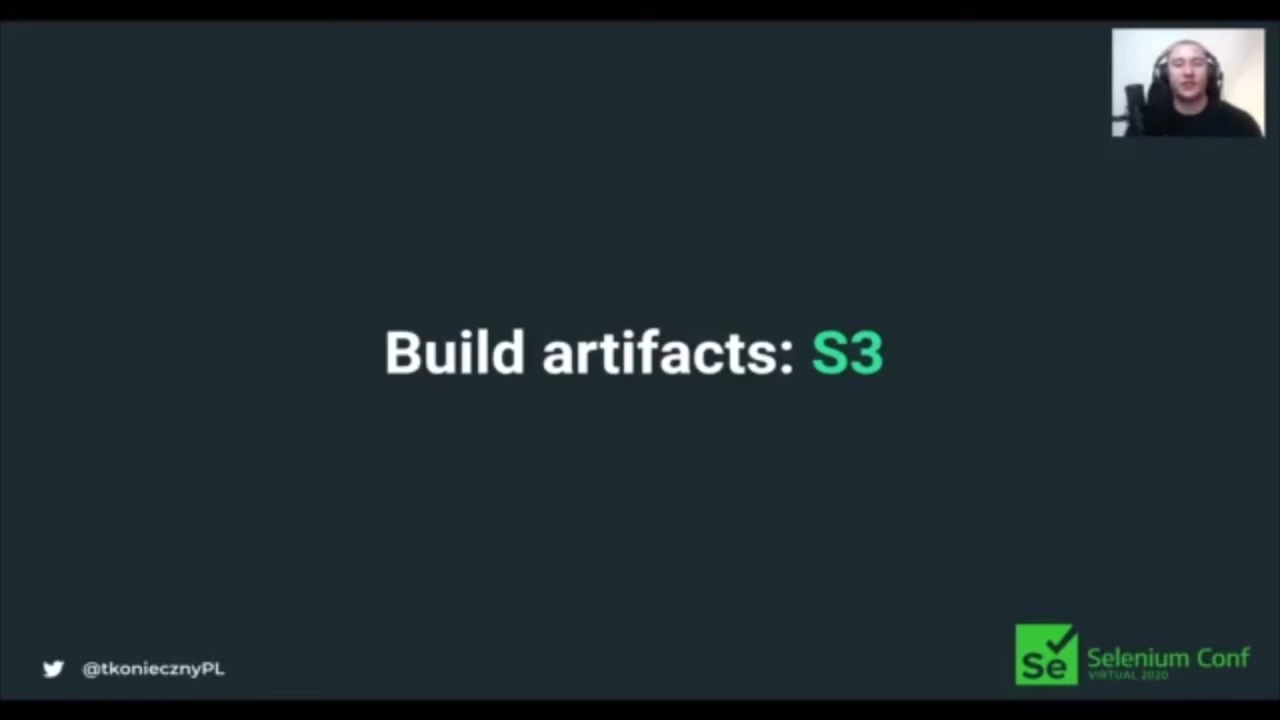 Build artifacts: S3
@tkoniecznyPL
Se
Selenium Conf
VIRTUAL 2020